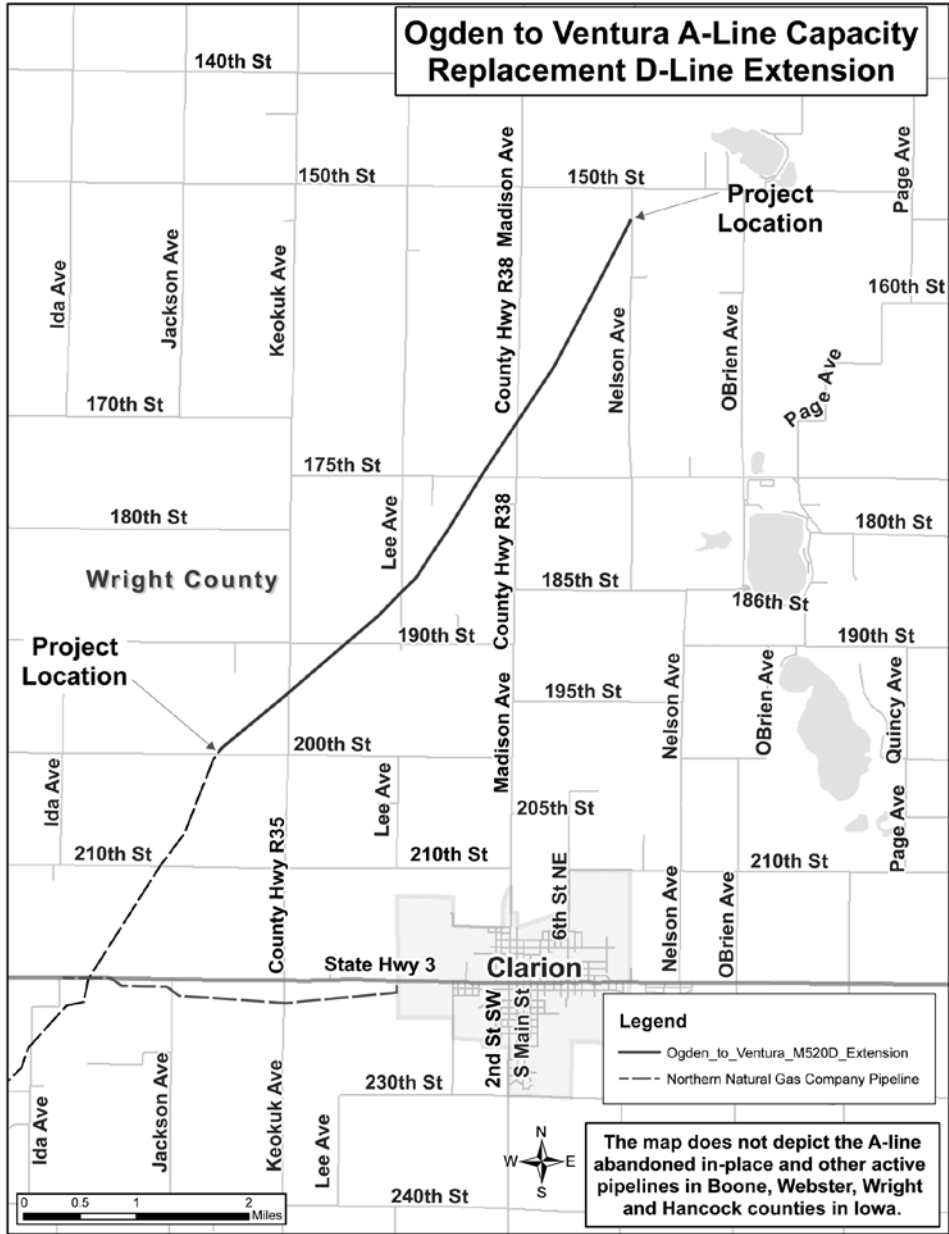 Ogden to Ventura A-Line Capacity
Replacement D-Line Extension
140th St
150th St
150th St
Madison Ave
County Hwy R38
Page Ave
Project
Location
Ida Ave
Jackson Ave
Keokuk Ave
Nelson Ave
OBrien Ave
160th St
Page Ave
170th St
175th St
180th St
Lee Ave
County Hwy R38
180th St
Wright County
185th St
186th St
190th St
190th St
Project
Location
195th St
Nelson Ave
OBrien Ave
Quincy Ave
200th St
Madison Ave
Ida Ave
Lee Ave
205th St
Page Ave
210th St
210th St
210th St
County Hwy R35
6th St NE
Nelson Ave
OBrien Ave
State Hwy 3
Clarion
2nd St SW
S Main St
Legend
Ogden_to_Ventura_M520D_Extension
Northern Natural Gas Company Pipeline
230th St
Ida Ave
Jackson Ave
Keokuk Ave
Lee Ave
240th St
N
W
E
S
0 0.5 1 2
Miles
The map does not depict the A-line
abandoned in-place and other active
pipelines in Boone, Webster, Wright
and Hancock counties in Iowa.